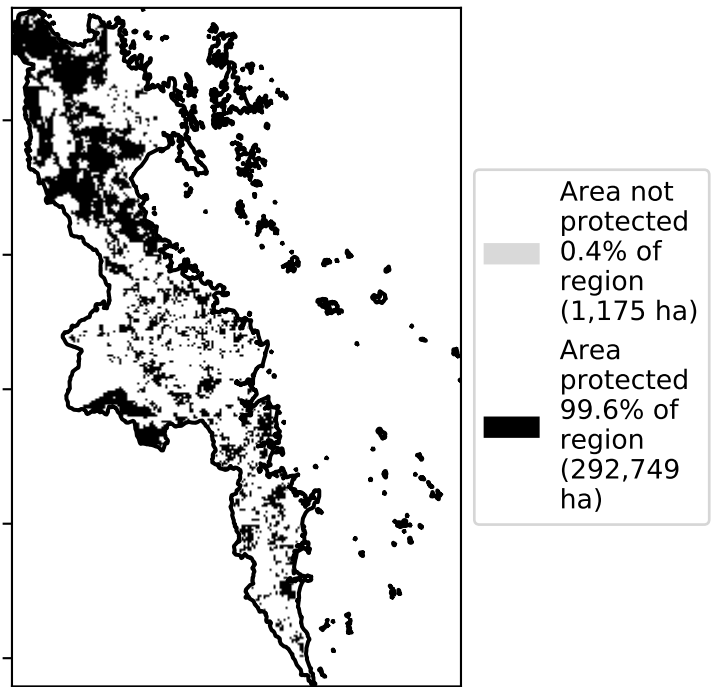 Area not
protected
0.4% of
region
(1,175 ha)
Area
protected
99.6% of
region
(292,749
ha)